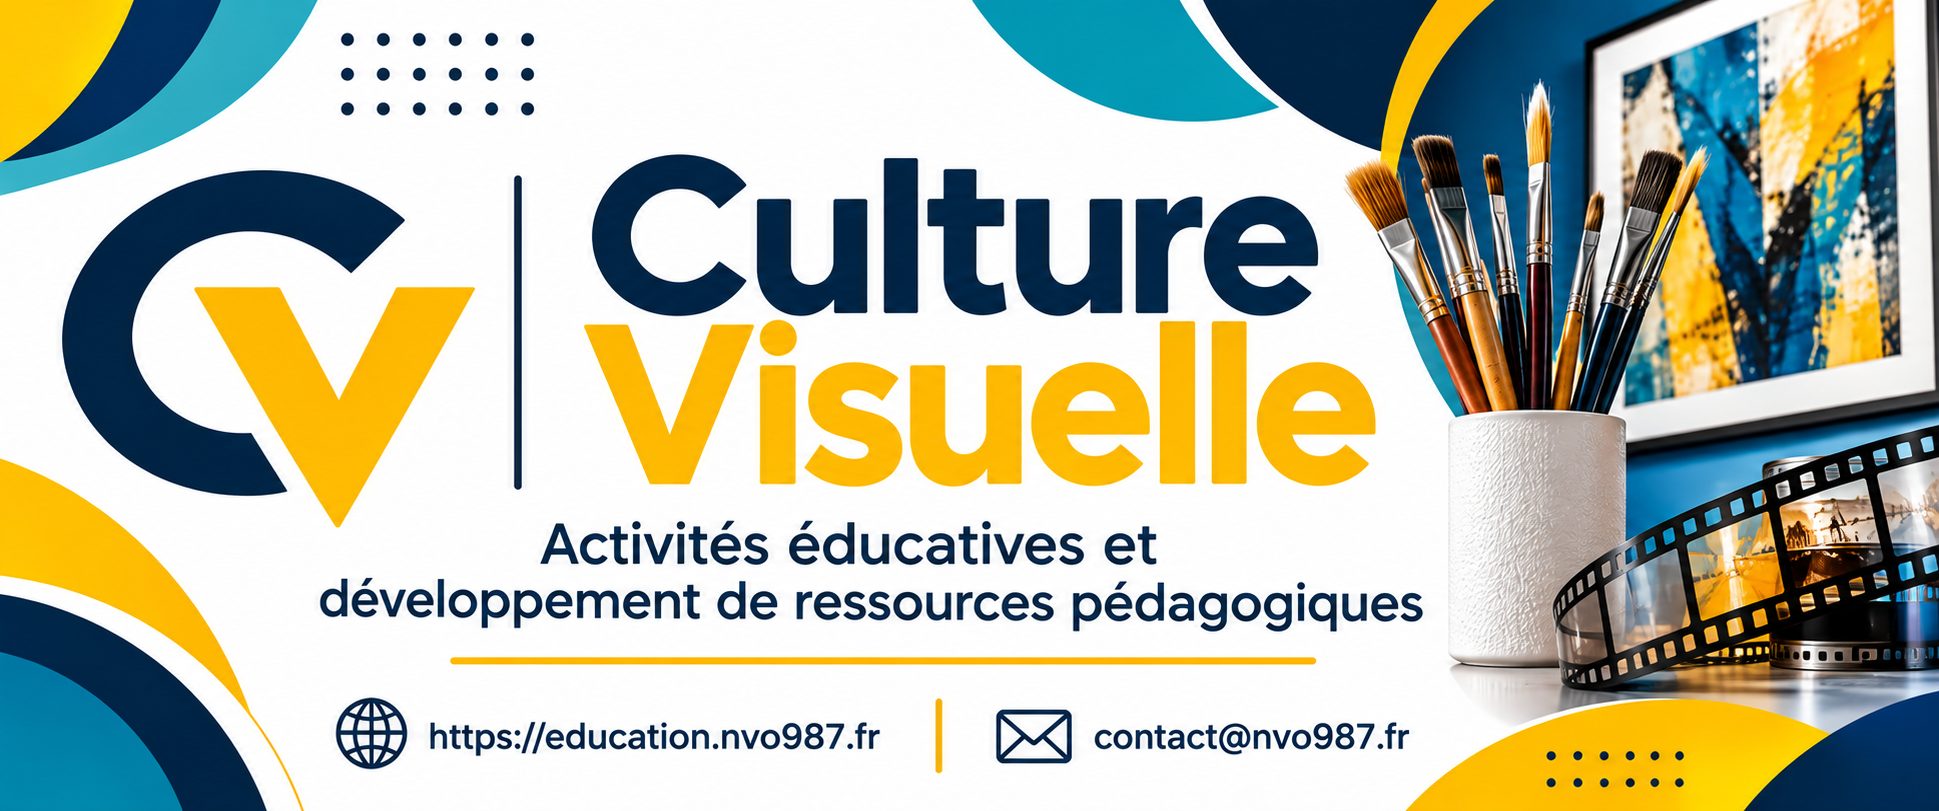 CV
Culture
Visuelle
Activités éducatives et
développement de ressources pédagogiques
https://education.nvo987.fr
contact@nvo987.fr